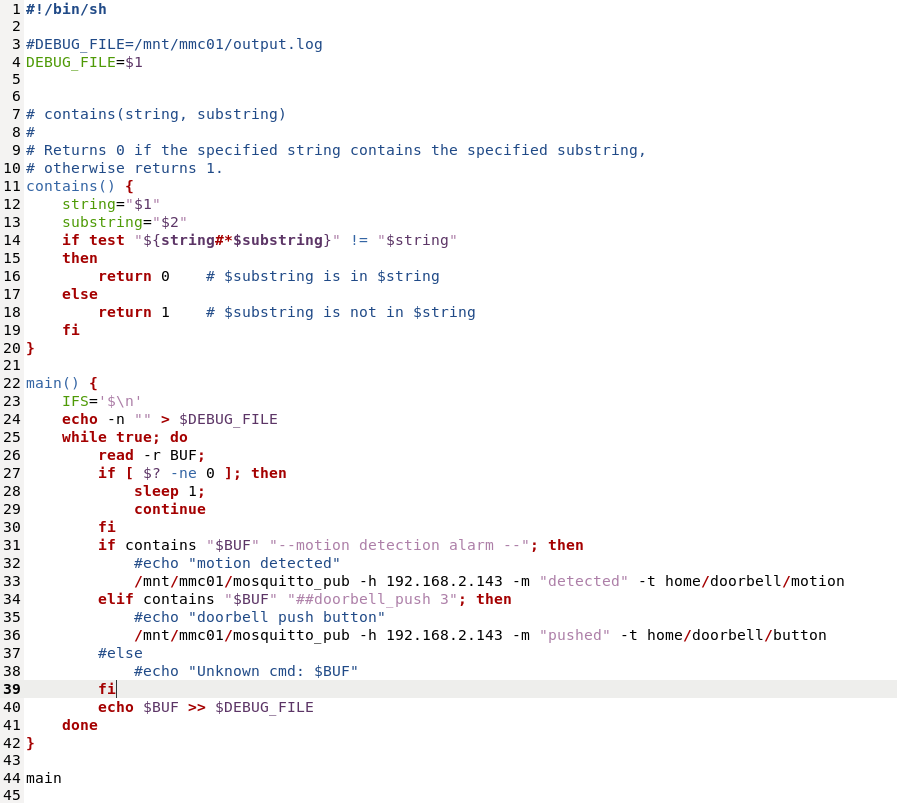 1 #!/bin/sh
2
3 #DEBUG_FILE=/mnt/mmc01/output.log
4 DEBUG_FILE=$1
5
6
7 # contains(string, substring)
8 #
9 # Returns 0 if the specified string contains the specified substring,
10 # otherwise returns 1.
11 contains() {
12     string="$1"
13     substring="$2"
14     if test "${string#*$substring}" != "$string"
15     then
16         return 0    # $substring is in $string
17     else
18         return 1    # $substring is not in $string
19     fi
20 }
21
22 main() {
23     IFS='$\n'
24     echo -n "" > $DEBUG_FILE
25     while true; do
26         read -r BUF;
27         if [ $? -ne 0 ]; then
28             sleep 1;
29             continue
30         fi
31         if contains "$BUF" "--motion detection alarm --"; then
32             #echo "motion detected"
33             /mnt/mmc01/mosquitto_pub -h 192.168.2.143 -m "detected" -t home/doorbell/motion
34         elif contains "$BUF" "##doorbell_push 3"; then
35             #echo "doorbell push button"
36             /mnt/mmc01/mosquitto_pub -h 192.168.2.143 -m "pushed" -t home/doorbell/button
37         #else
38             #echo "Unknown cmd: $BUF"
39         fi
40         echo $BUF >> $DEBUG_FILE
41     done
42 }
43
44 main
45